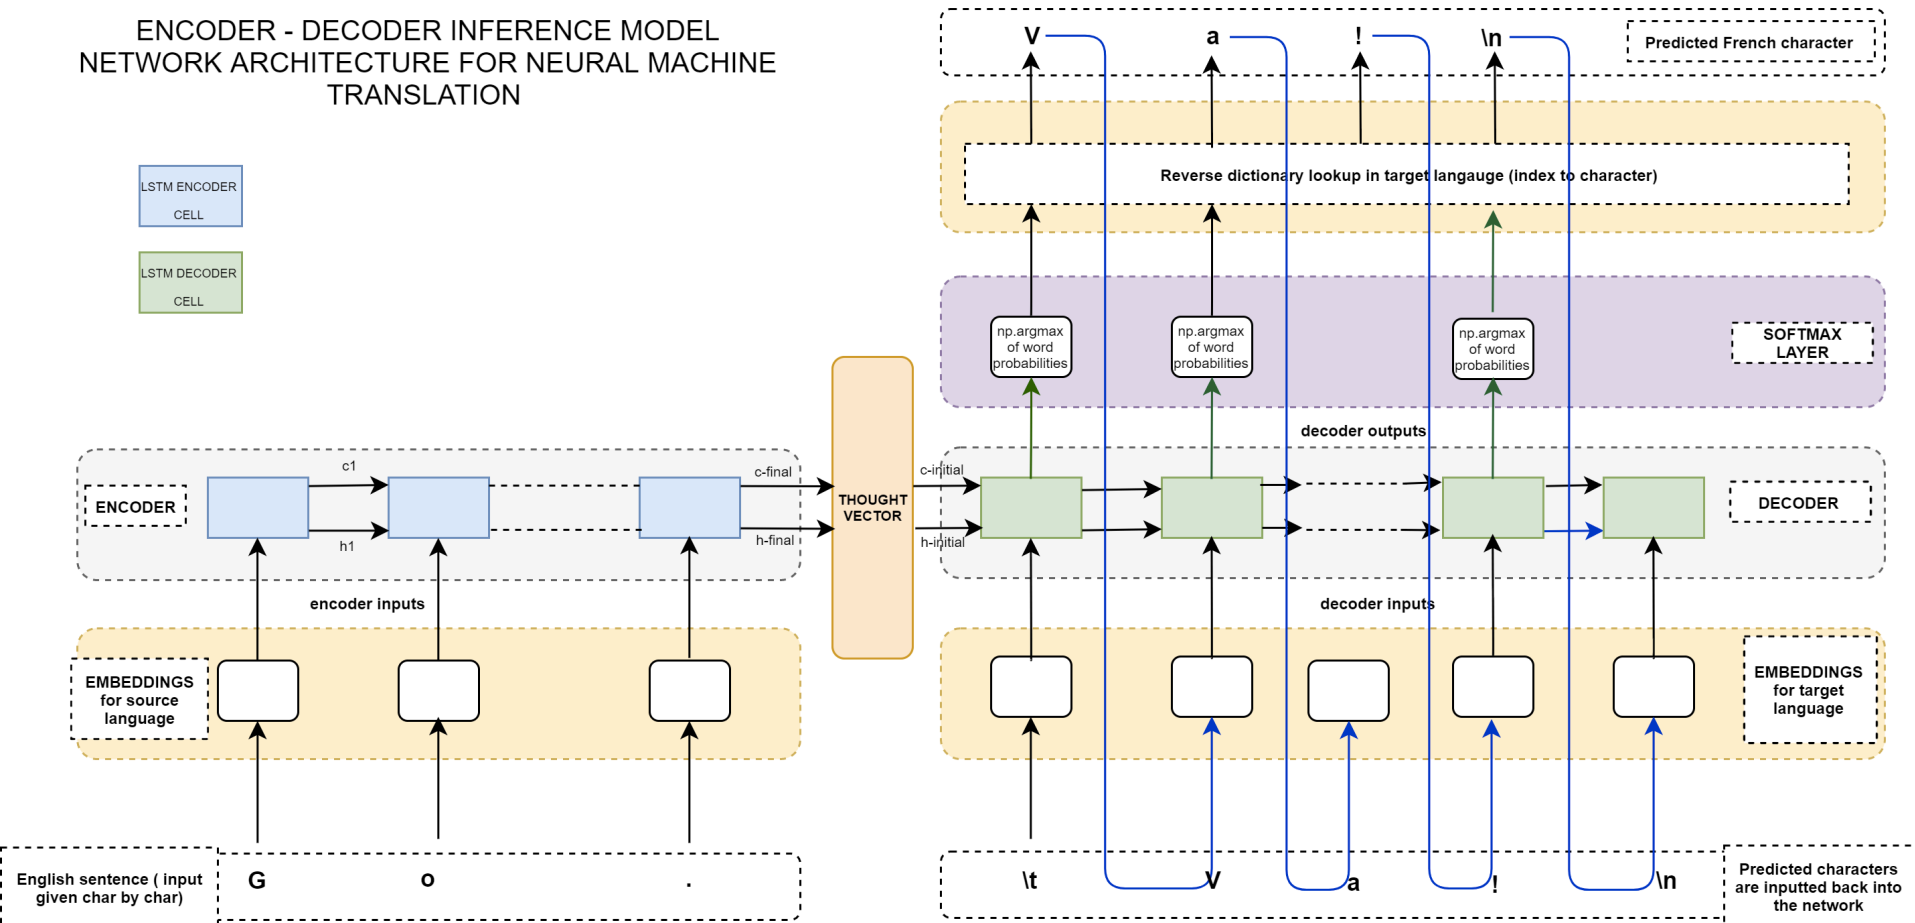 ENCODER - DECODER INFERENCE MODEL
NETWORK ARCHITECTURE FOR NEURAL MACHINE
TRANSLATION
LSTM ENCODER
CELL
LSTM DECODER
CELL
V
a
!
\n
Predicted French character
Reverse dictionary lookup in target langauge (index to character)
np.argmax
of word
probabilities
np.argmax
of word
probabilities
np.argmax
of word
probabilities
SOFTMAX
LAYER
decoder outputs
ENCODER
c1
h1
c-final
h-final
THOUGHT
VECTOR
c-initial
h-initial
DECODER
encoder inputs
decoder inputs
EMBEDDINGS
for source
language
EMBEDDINGS
for target
language
English sentence ( input
given char by char)
G
o
.
\t
V
a
!
\n
Predicted characters
are inputted back into
the network